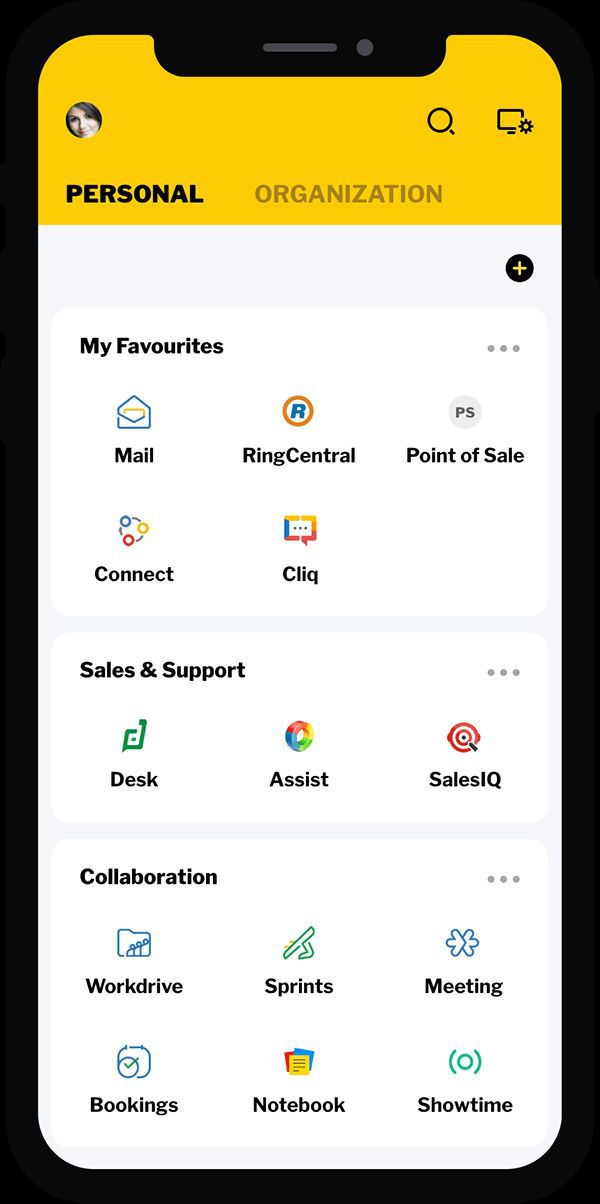 PERSONAL ORGANIZATION
My Favourites
R PS
Mail RingCentral Point of Sale
Connect Cliq
Sales & Support
Desk Assist SalesIQ
Collaboration
Workdrive Sprints Meeting
Bookings Notebook Showtime